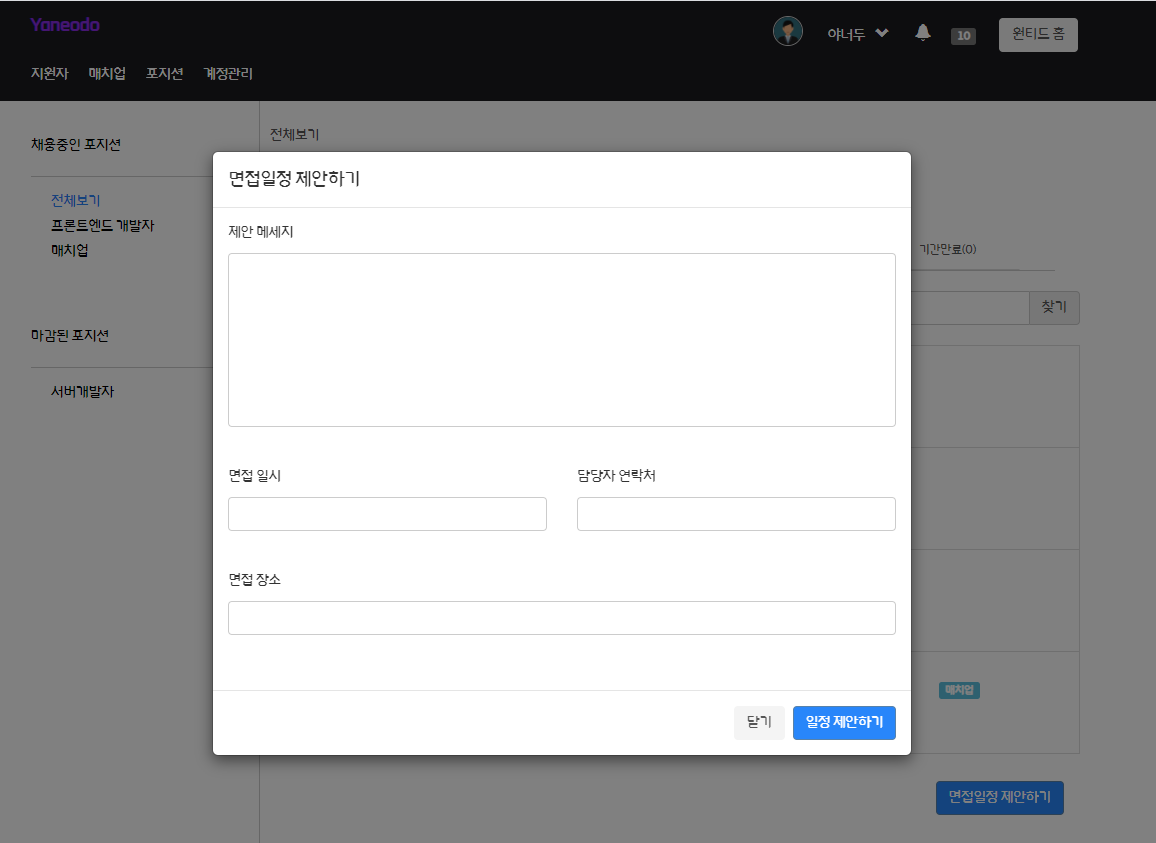 Yaneodo
야너두
10
원티드 홈
지원자 매치업 포지션 계정관리
채용중인 포지션
전체보기
프론트엔드 개발자
매치업
마감된 포지션
서버개발자
전체보기
기간만료(0)
찾기
매치업
면접일정 제안하기
면접일정 제안하기
제안 메세지
면접 일시
담당자 연락처
면접 장소
닫기
일정 제안하기